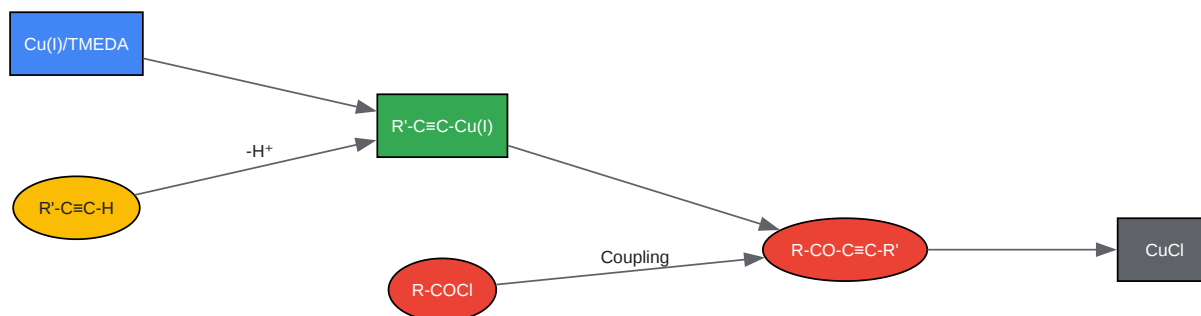 Cu(I)/TMEDA
R'-C≡C-Cu(I)
-H⁺
R'-C≡C-H
R-CO-C≡C-R'
CuCl
Coupling
R-COCl